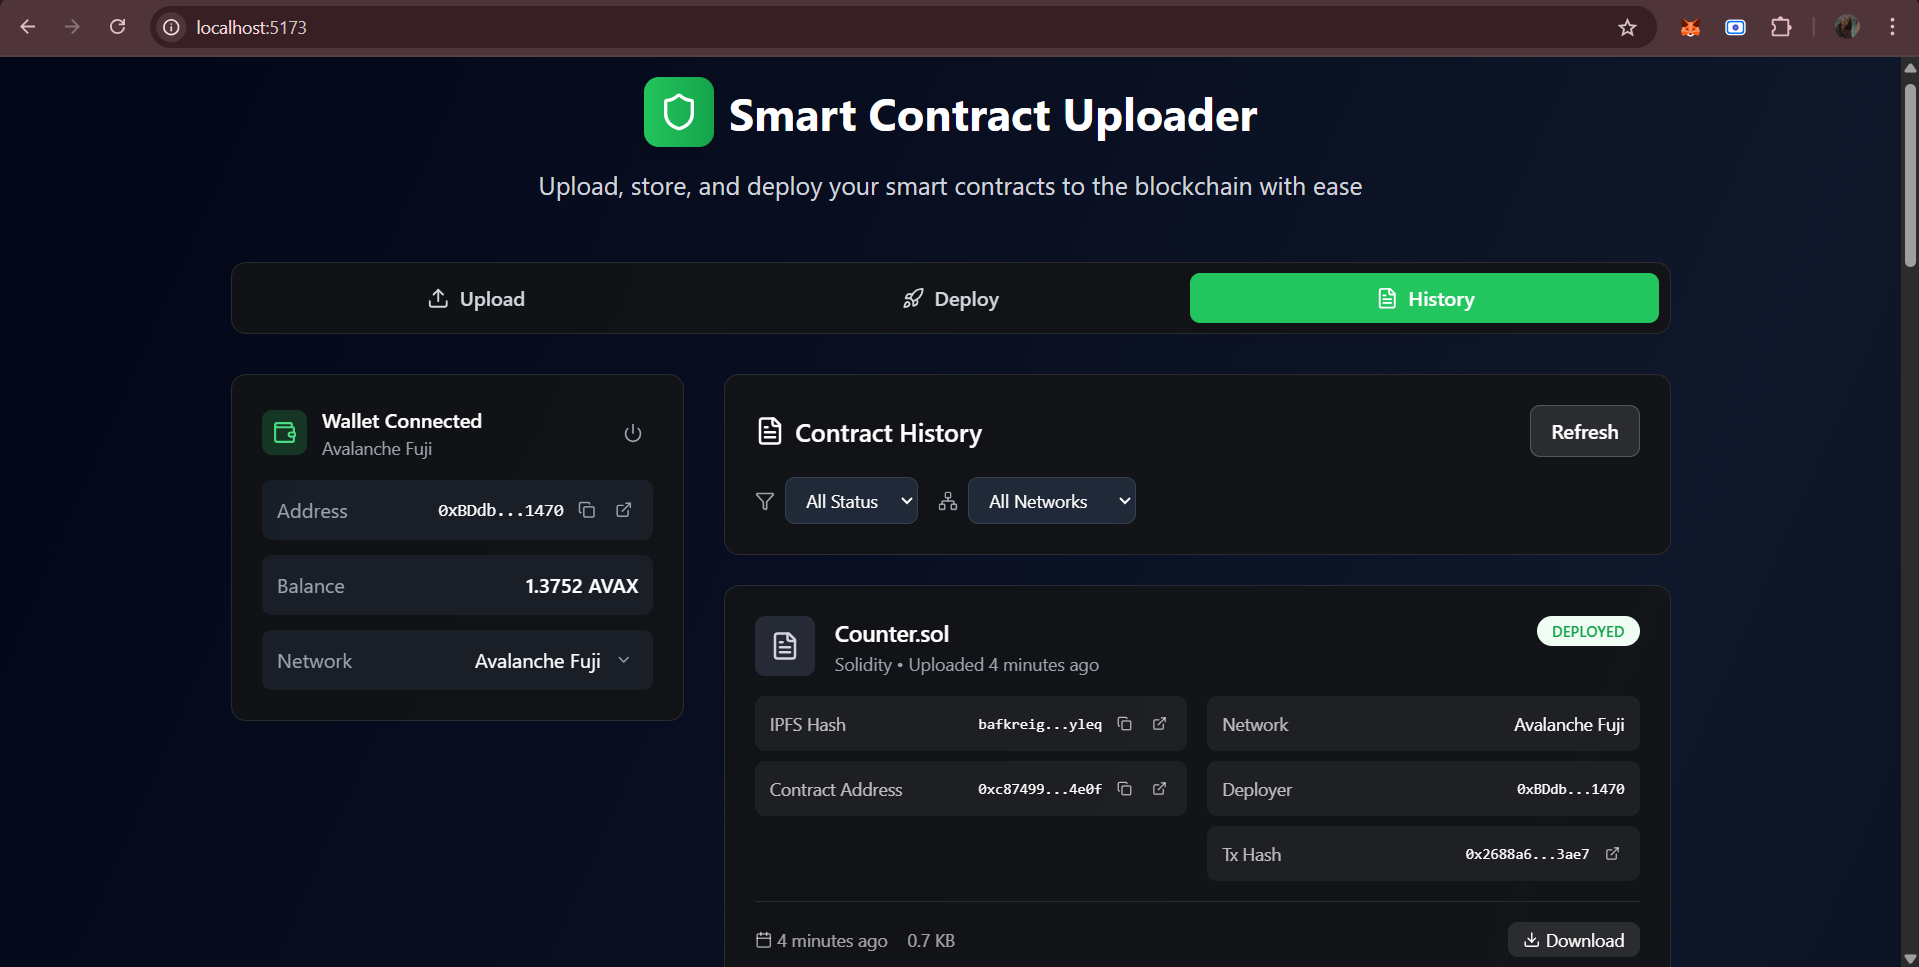 localhost:5173
Smart Contract Uploader
Upload, store, and deploy your smart contracts to the blockchain with ease
Upload
Deploy
History
Wallet Connected
Avalanche Fuji
Address 0xBDdb...1470
Balance 1.3752 AVAX
Network Avalanche Fuji
Contract History
Refresh
All Status
All Networks
Counter.sol
DEPLOYED
Solidity • Uploaded 4 minutes ago
IPFS Hash bafkreig...yleq
Network Avalanche Fuji
Contract Address 0xc87499...4e0f
Deployer 0xBDdb...1470
Tx Hash 0x2688a6...3ae7
4 minutes ago 0.7 KB
Download